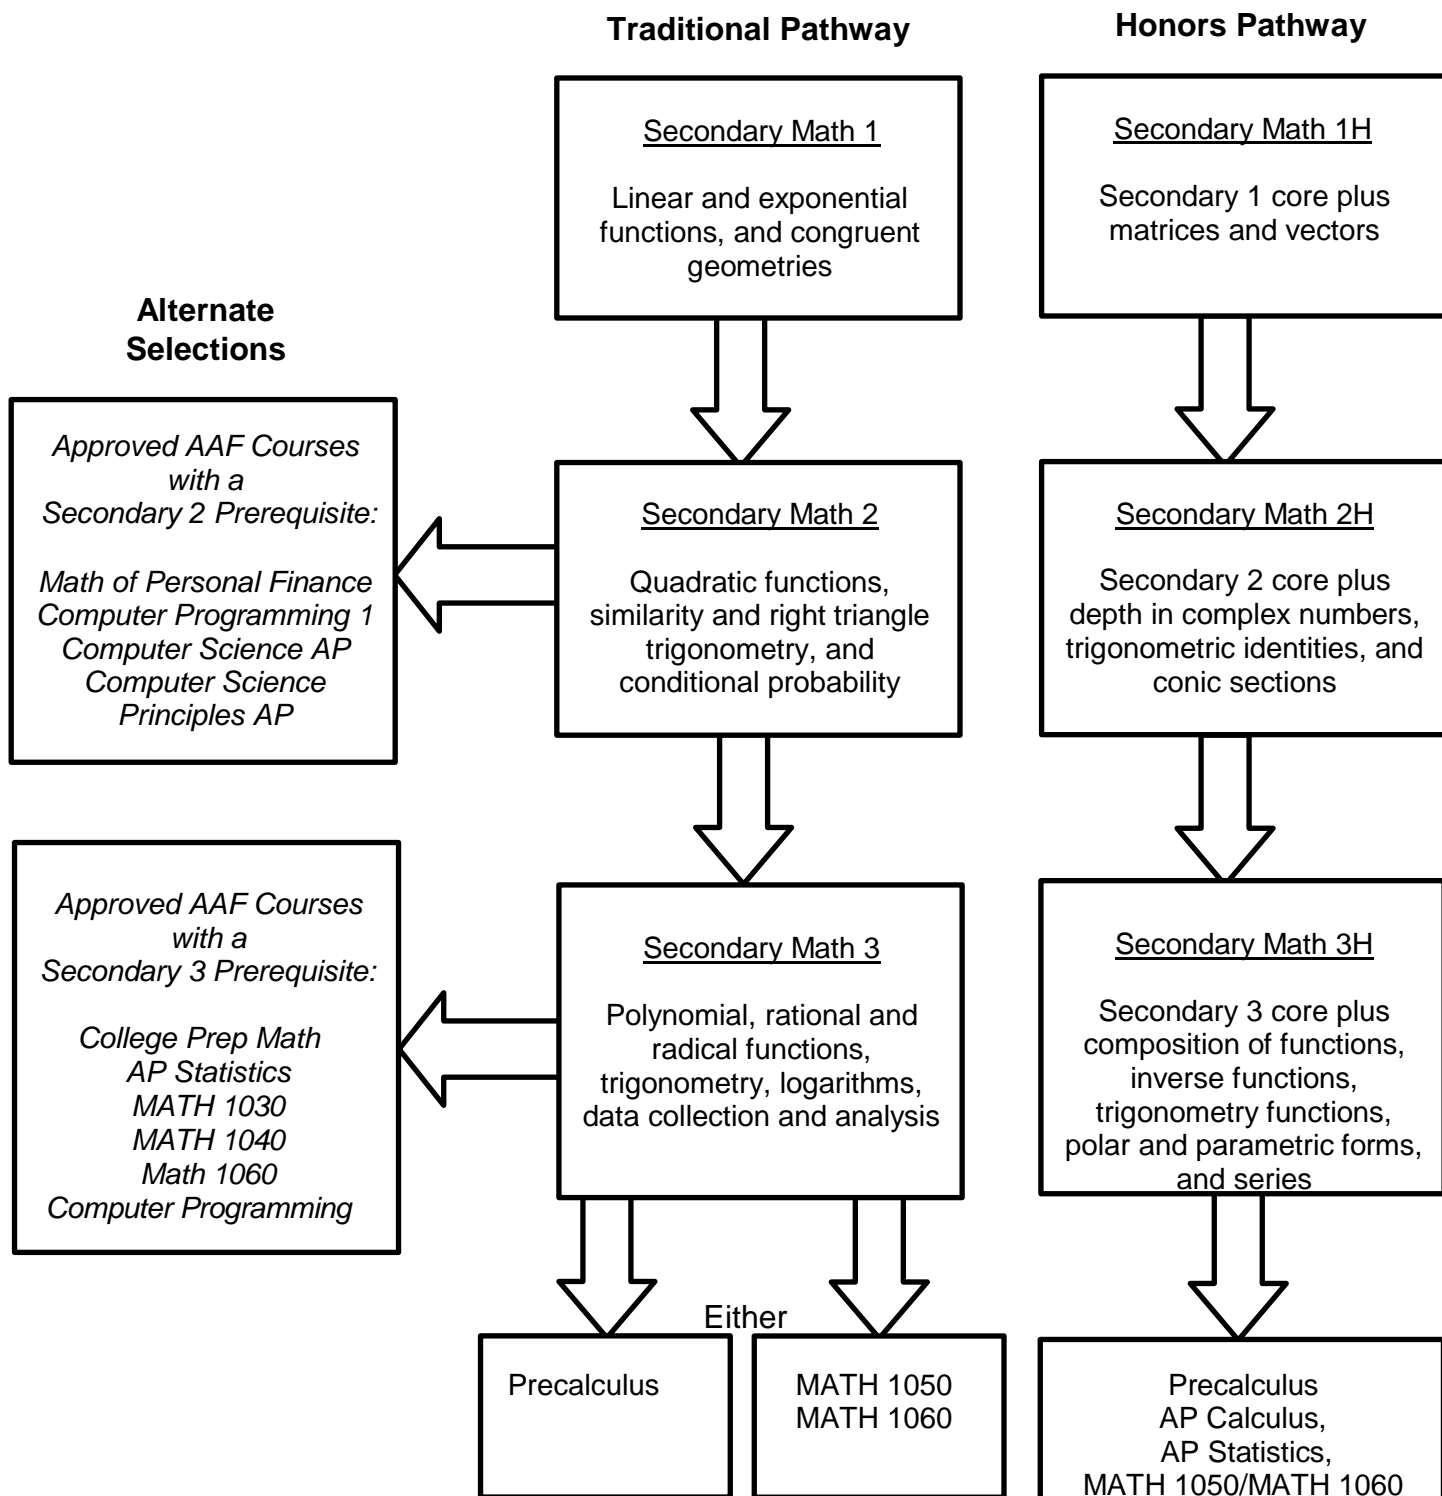 Traditional Pathway
Honors Pathway
Secondary Math 1
Linear and exponential
functions, and congruent
geometries
Secondary Math 1H
Secondary 1 core plus
matrices and vectors
Alternate
Selections
Approved AAF Courses
with a
Secondary 2 Prerequisite:
Math of Personal Finance
Computer Programming 1
Computer Science AP
Computer Science
Principles AP
Secondary Math 2
Quadratic functions,
similarity and right triangle
trigonometry, and
conditional probability
Secondary Math 2H
Secondary 2 core plus
depth in complex numbers,
trigonometric identities, and
conic sections
Approved AAF Courses
with a
Secondary 3 Prerequisite:
College Prep Math
AP Statistics
MATH 1030
MATH 1040
Math 1060
Computer Programming
Secondary Math 3
Polynomial, rational and
radical functions,
trigonometry, logarithms,
data collection and analysis
Secondary Math 3H
Secondary 3 core plus
composition of functions,
inverse functions,
trigonometry functions,
polar and parametric forms,
and series
Either
Precalculus
MATH 1050
MATH 1060
Precalculus
AP Calculus,
AP Statistics,
MATH 1050/MATH 1060